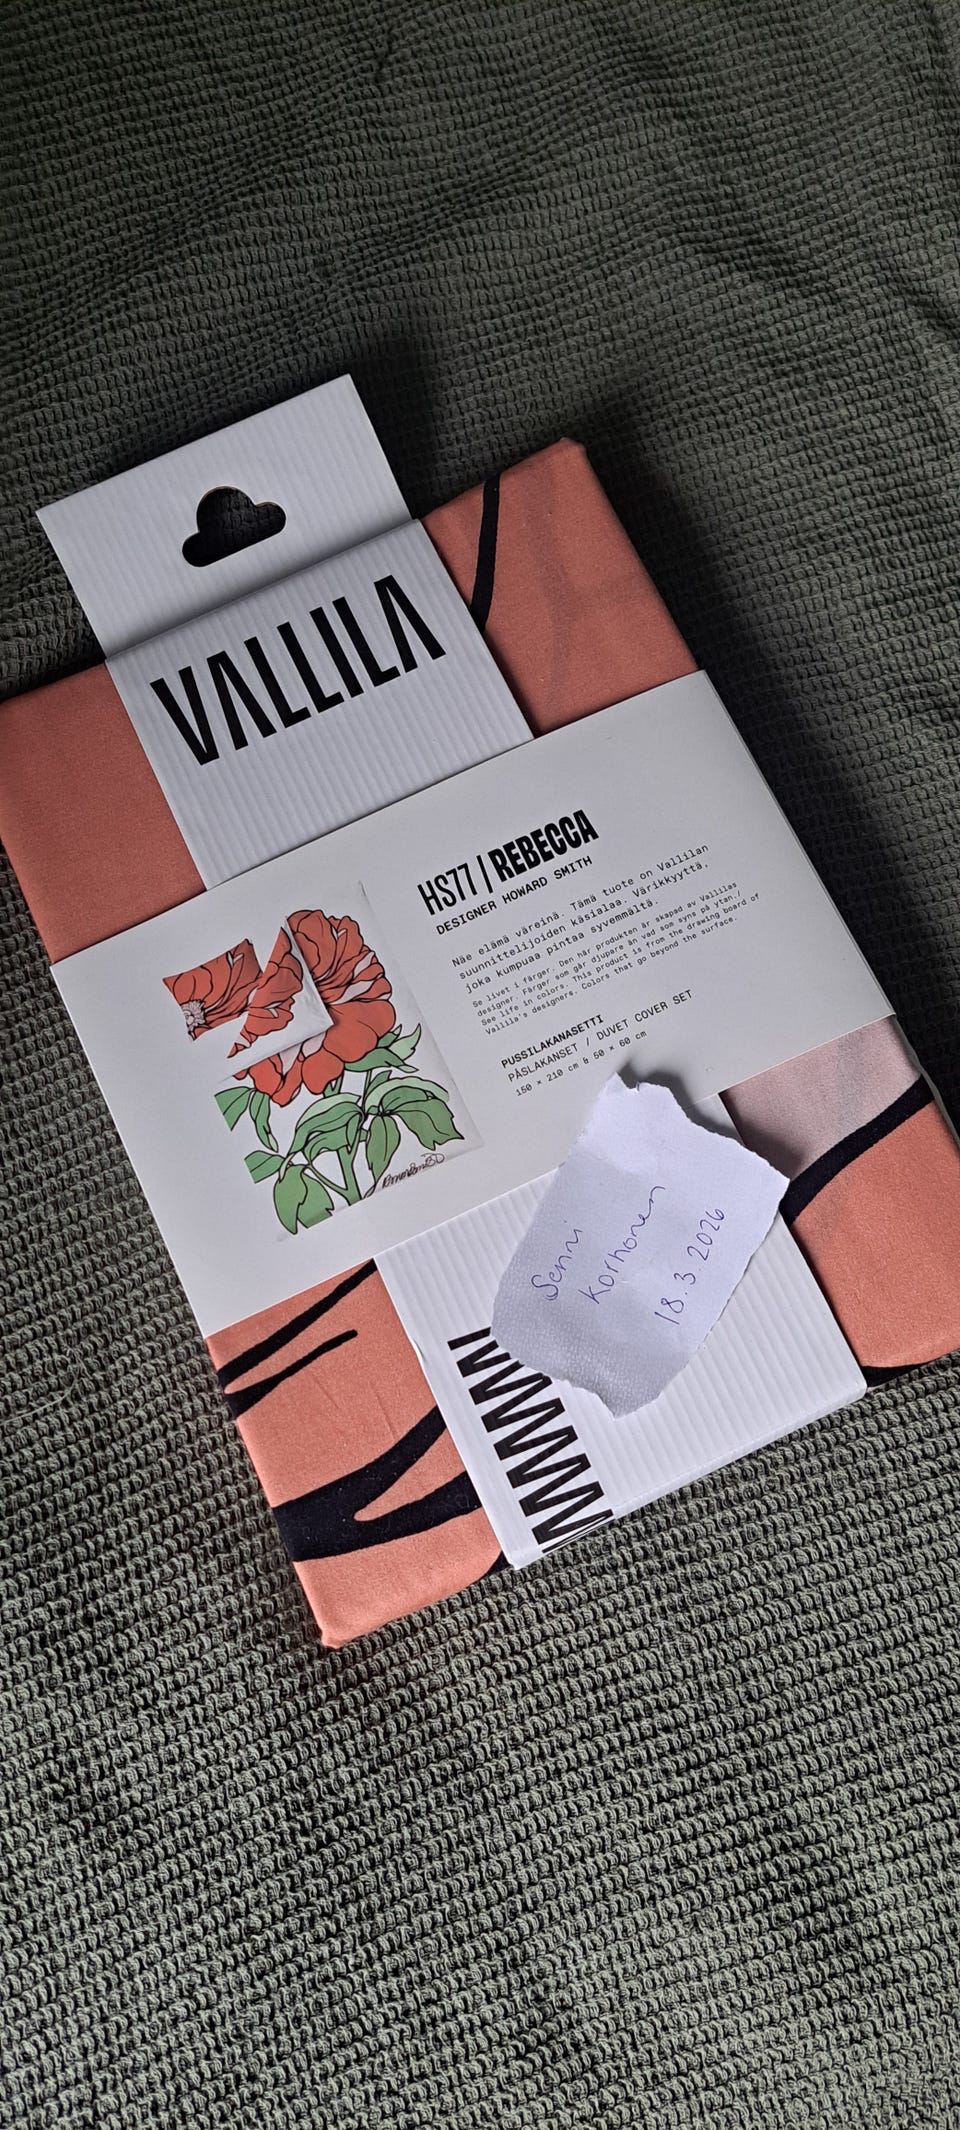 VALLILA
HS77 | REBECCA
DESIGNER HOWARD SMITH
Näe elämä väreinä. Tämä tuote on Vallilan
suunnittelijoiden käsialaa. Värikkyyttä,
joka kumpuaa pintaa syvemmältä.
Se livet i färger. Den här produkten är skapad av Vallilas
designer. Färger som går djupare än vad som syns på ytan./
See life in colors. This product is from the drawing board of
Vallila's designers. Colors that go beyond the surface.
PUSSILAKANASETTI
PÅSLAKANSET / DUVET COVER SET
150 × 210 cm & 50 × 60 cm
Senni
Korhonen
18.3.2026